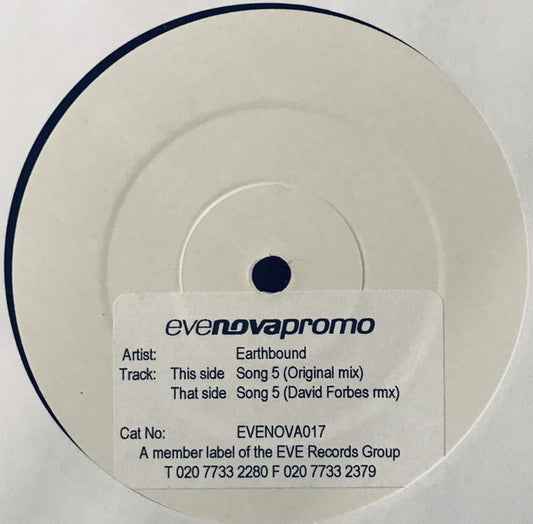 evenovapromo
Artist: Earthbound
Track: This side Song 5 (Original mix)
That side Song 5 (David Forbes rmx)
Cat No: EVENOVA017
A member label of the EVE Records Group
T 020 7733 2280 F 020 7733 2379